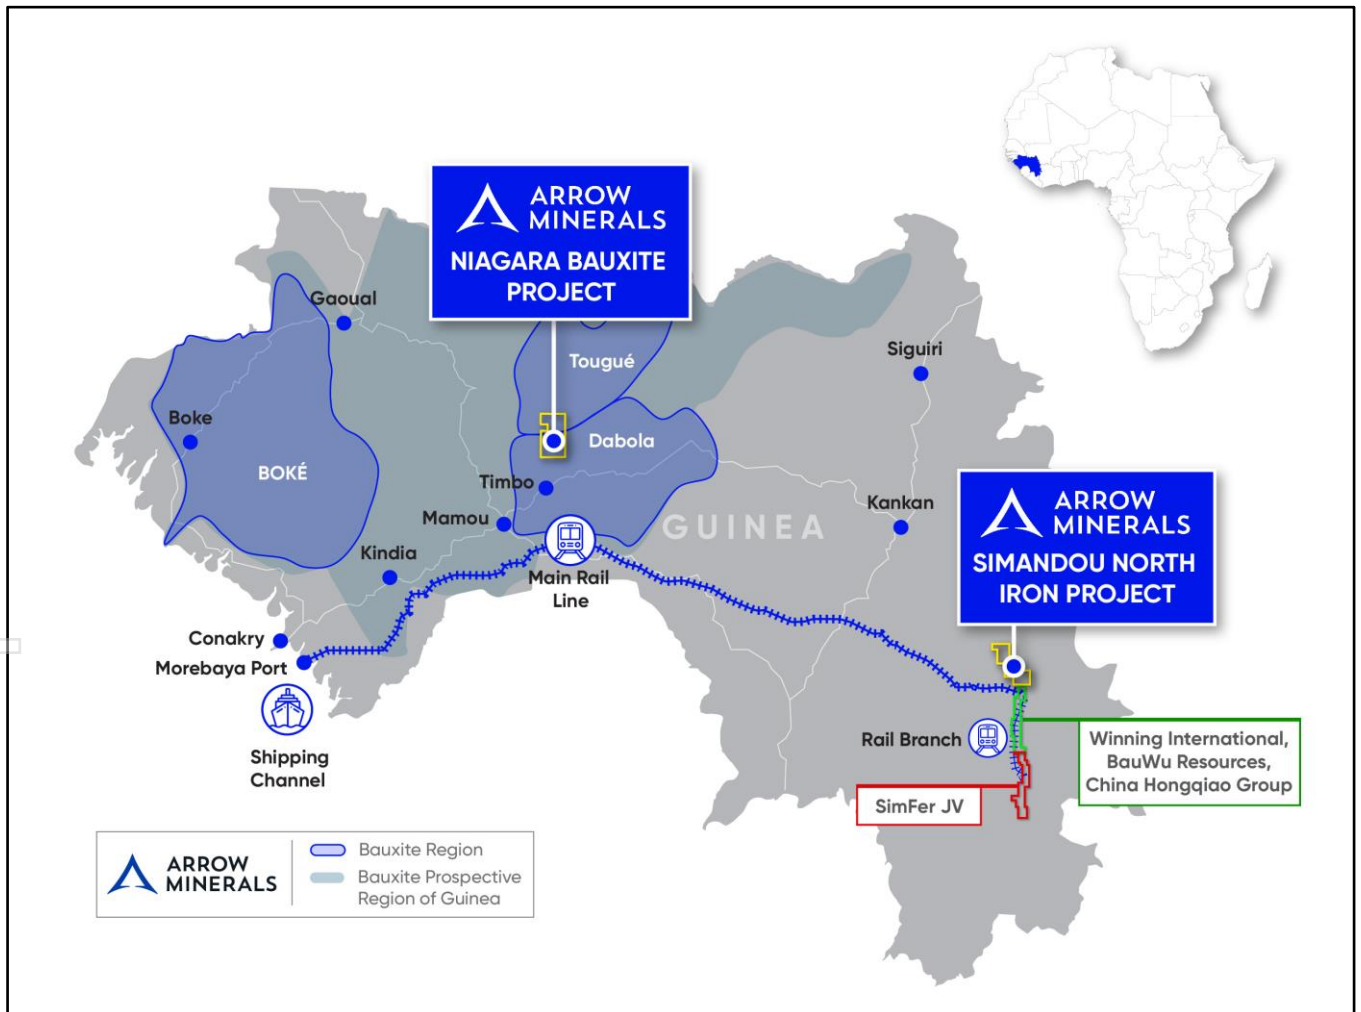 ARROW
MINERALS
NIAGARA BAUXITE
PROJECT
Gaoual
Tougué
Siguiri
Boke
Dabola
BOKÉ
Timbo
Mamou
GUINEA
Kankan
ARROW
MINERALS
SIMANDOU NORTH
IRON PROJECT
Kindia
Main Rail
Line
Conakry
Morebaya Port
Shipping
Channel
Rail Branch
Winning International,
BauWu Resources,
China Hongqiao Group
SimFer JV
ARROW
MINERALS
Bauxite Region
Bauxite Prospective
Region of Guinea